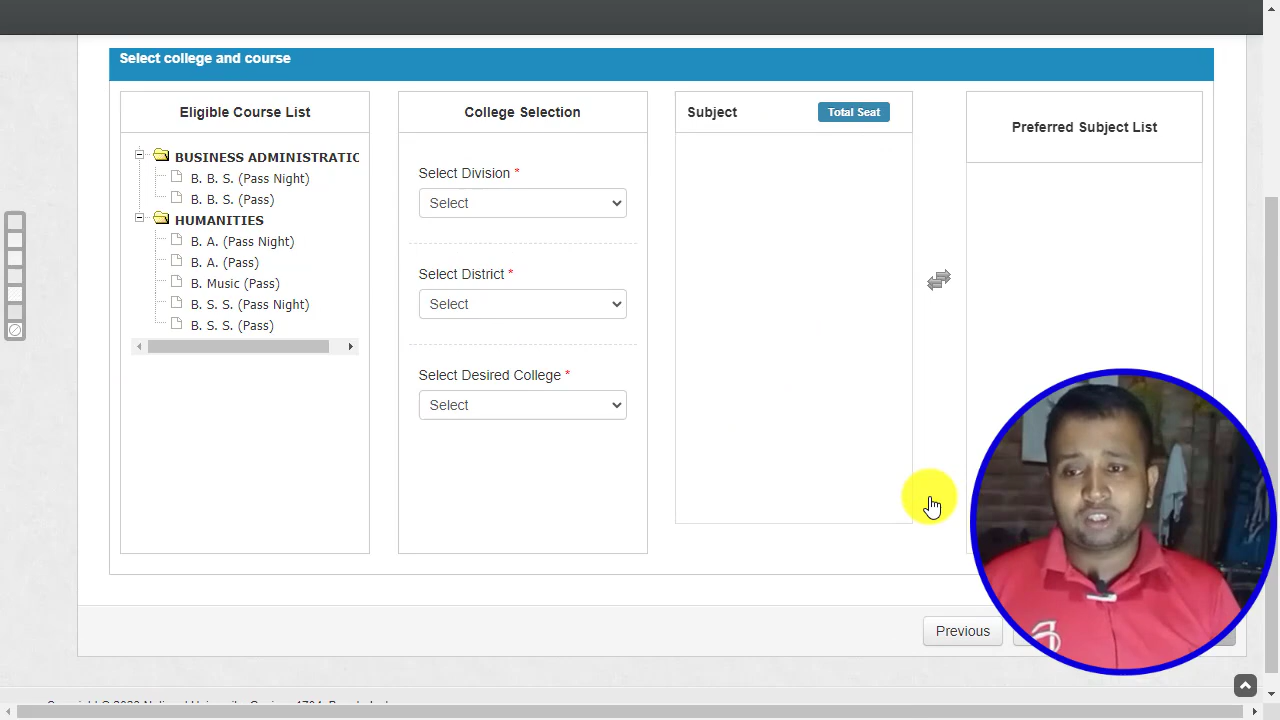 Select college and course
Eligible Course List
BUSINESS ADMINISTRATIC
B. B. S. (Pass Night)
B. B. S. (Pass)
HUMANITIES
B. A. (Pass Night)
B. A. (Pass)
B. Music (Pass)
B. S. S. (Pass Night)
B. S. S. (Pass)
College Selection
Select Division *
Select
Select District *
Select
Select Desired College *
Select
Subject
Total Seat
Preferred Subject List
Previous